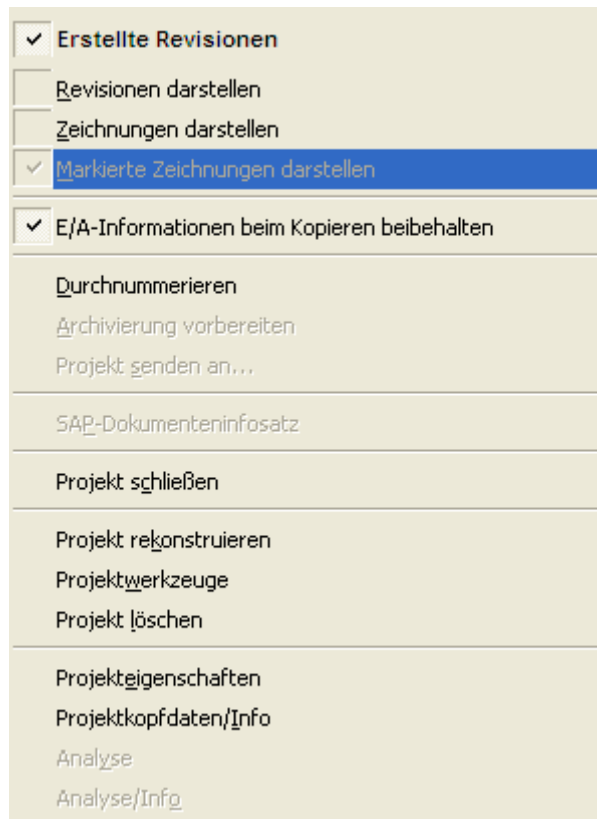 Erstellte Revisionen
Revisionen darstellen
Zeichnungen darstellen
Markierte Zeichnungen darstellen
E/A-Informationen beim Kopieren beibehalten
Durchnummerieren
Archivierung vorbereiten
Projekt senden an...
SAP-Dokumenteninfosatz
Projekt schließen
Projekt rekonstruieren
Projektwerkzeuge
Projekt löschen
Projekteigenschaften
Projektkopfdaten/Info
Analyse
Analyse/Info